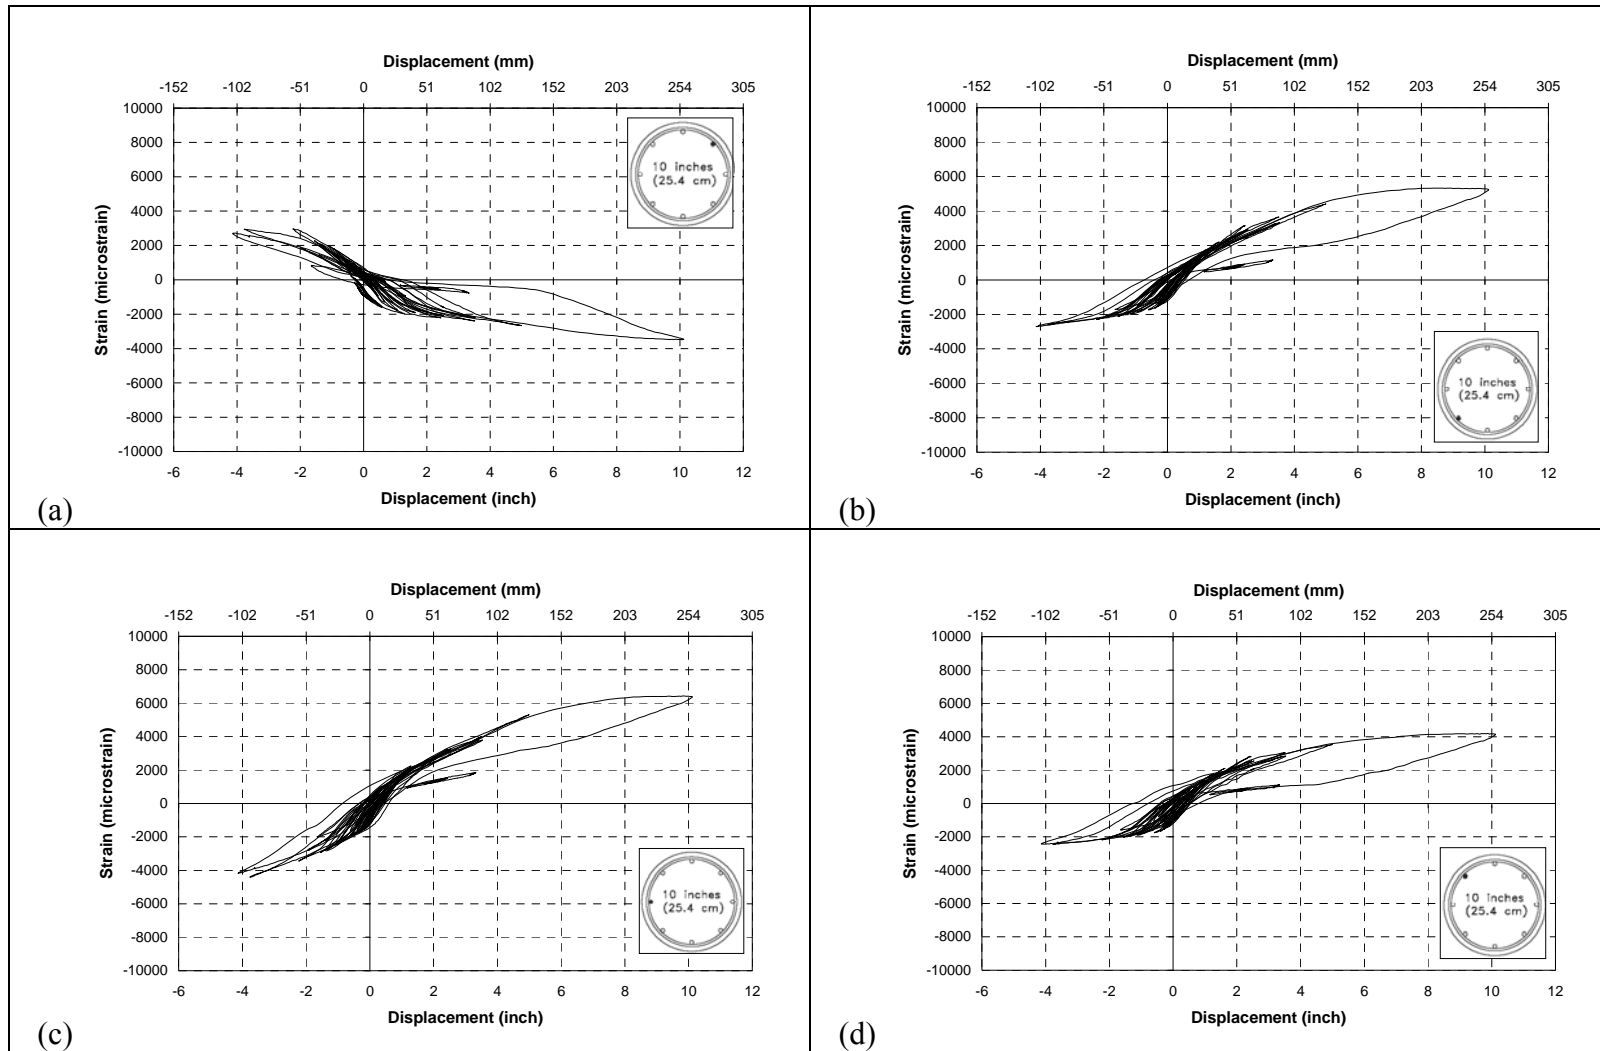 Displacement (mm)
-152 -102 -51 0 51 102 152 203 254 305
10000
8000
6000
4000
2000
0
-2000
-4000
-6000
-8000
-10000
Strain (microstrain)
10 inches
(25.4 cm)
-6 -4 -2 0 2 4 6 8 10 12
Displacement (inch)
(a)
Displacement (mm)
-152 -102 -51 0 51 102 152 203 254 305
10000
8000
6000
4000
2000
0
-2000
-4000
-6000
-8000
-10000
Strain (microstrain)
10 inches
(25.4 cm)
-6 -4 -2 0 2 4 6 8 10 12
Displacement (inch)
(b)
Displacement (mm)
-152 -102 -51 0 51 102 152 203 254 305
10000
8000
6000
4000
2000
0
-2000
-4000
-6000
-8000
-10000
Strain (microstrain)
10 inches
(25.4 cm)
-6 -4 -2 0 2 4 6 8 10 12
Displacement (inch)
(c)
Displacement (mm)
-152 -102 -51 0 51 102 152 203 254 305
10000
8000
6000
4000
2000
0
-2000
-4000
-6000
-8000
-10000
Strain (microstrain)
10 inches
(25.4 cm)
-6 -4 -2 0 2 4 6 8 10 12
Displacement (inch)
(d)